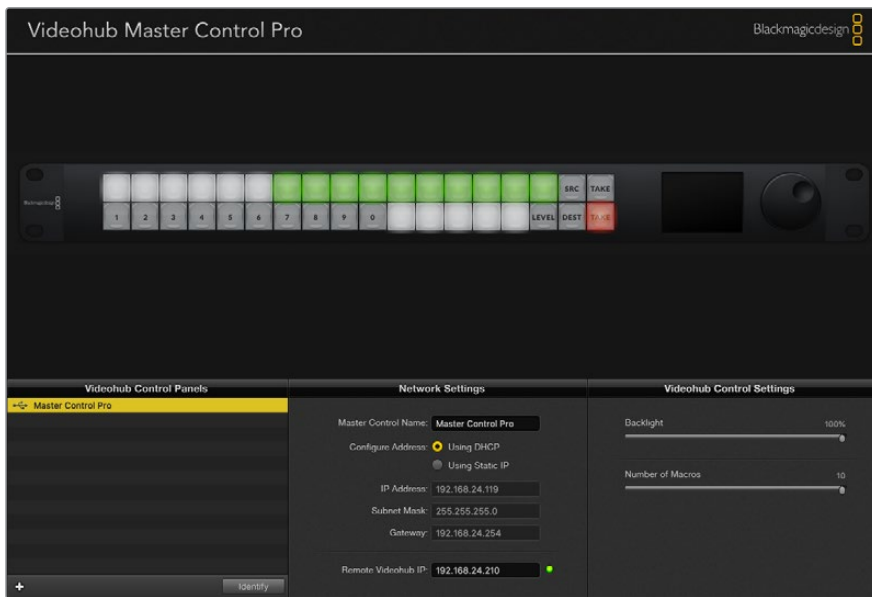 Videohub Master Control Pro
Blackmagicdesign
SRC TAKE
1 2 3 4 5 6 7 8 9 0 LEVEL DEST TAKE
Videohub Control Panels
Master Control Pro
Identify
Network Settings
Master Control Name: Master Control Pro
Configure Address: Using DHCP
Using Static IP
IP Address: 192.168.24.119
Subnet Mask: 255.255.255.0
Gateway: 192.168.24.254
Remote Videohub IP: 192.168.24.210
Videohub Control Settings
Backlight 100%
Number of Macros 10